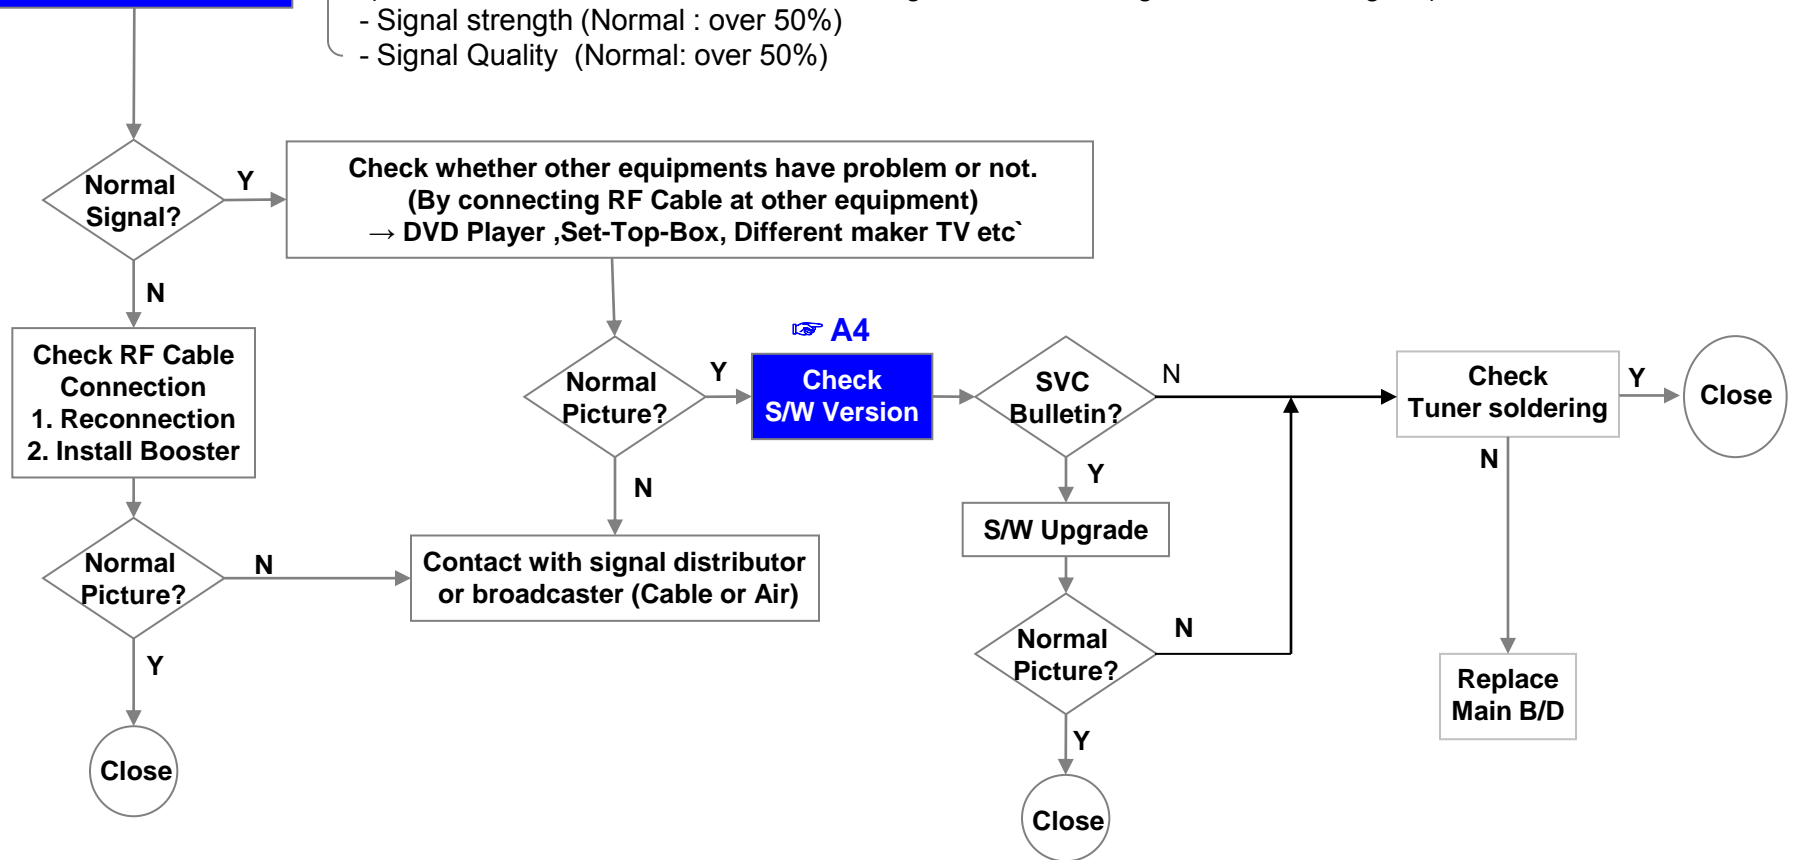 - Signal strength (Normal : over 50%)
- Signal Quality (Normal: over 50%)
Normal
Signal?
Y
Check whether other equipments have problem or not.
(By connecting RF Cable at other equipment)
→ DVD Player ,Set-Top-Box, Different maker TV etc`
N
Check RF Cable
Connection
1. Reconnection
2. Install Booster
Normal
Picture?
Y
☞ A4
Check
S/W Version
SVC
Bulletin?
N
Check
Tuner soldering
Y
Close
N
Y
N
S/W Upgrade
Normal
Picture?
N
Contact with signal distributor
or broadcaster (Cable or Air)
Normal
Picture?
N
Replace
Main B/D
Y
Close
Y
Close